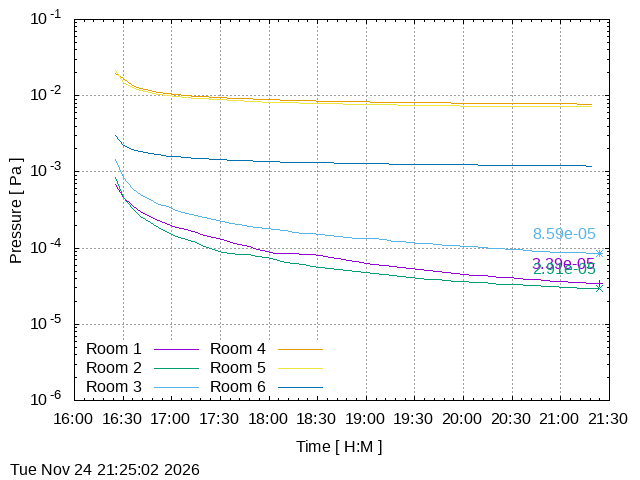 10^-1
10^-2
10^-3
10^-4
10^-5
10^-6
Pressure [ Pa ]
8.59e-05
3.39e-05
2.91e-05
Room 1 Room 4
Room 2 Room 5
Room 3 Room 6
16:00 16:30 17:00 17:30 18:00 18:30 19:00 19:30 20:00 20:30 21:00 21:30
Time [ H:M ]
Tue Nov 24 21:25:02 2026